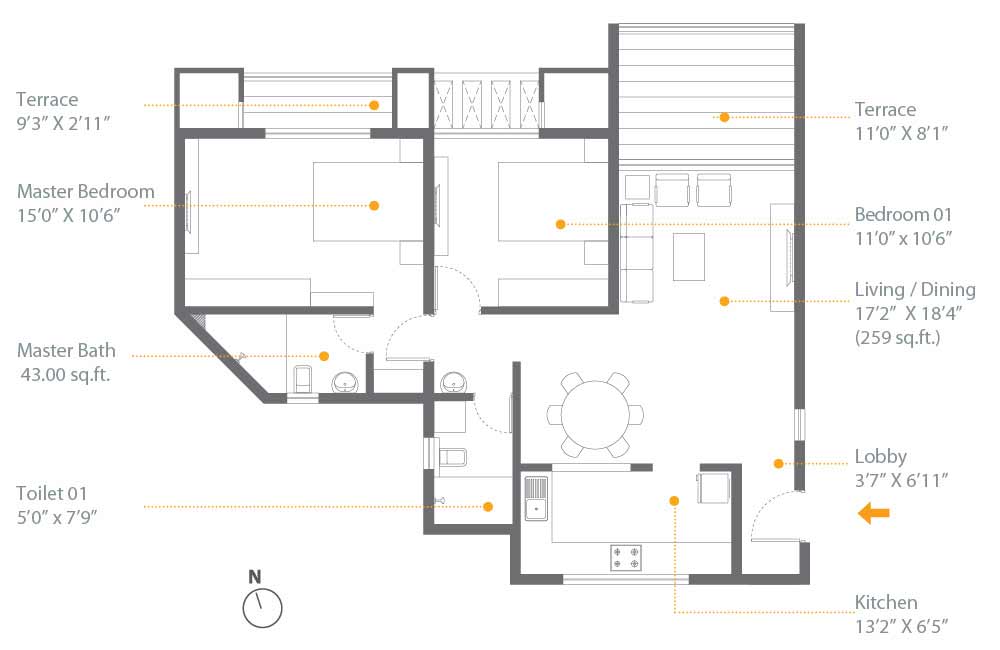 Terrace
9'3” X 2'11”
Master Bedroom
15'0” X 10'6”
Master Bath
43.00 sq.ft.
Toilet 01
5'0” x 7'9”
N
Terrace
11'0” X 8'1”
Bedroom 01
11'0” x 10'6”
Living / Dining
17'2” X 18'4”
(259 sq.ft.)
Lobby
3'7” X 6'11”
Kitchen
13'2” X 6'5”